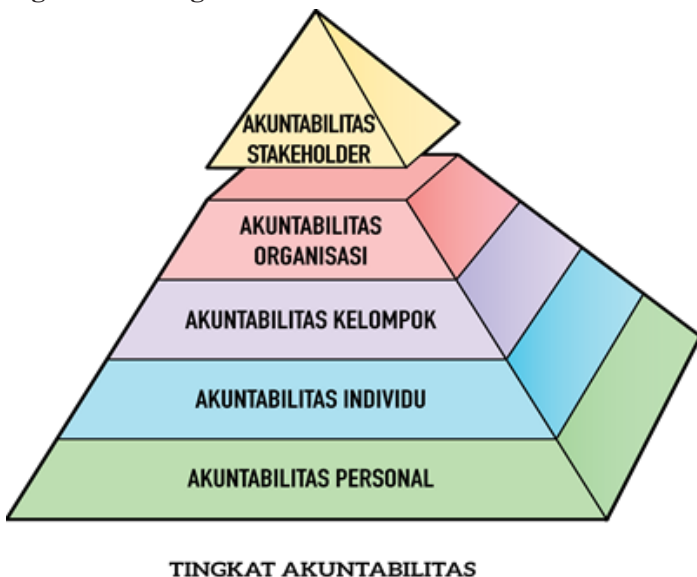 AKUNTABILITAS
STAKEHOLDER
AKUNTABILITAS
ORGANISASI
AKUNTABILITAS KELOMPOK
AKUNTABILITAS INDIVIDU
AKUNTABILITAS PERSONAL
TINGKAT AKUNTABILITAS